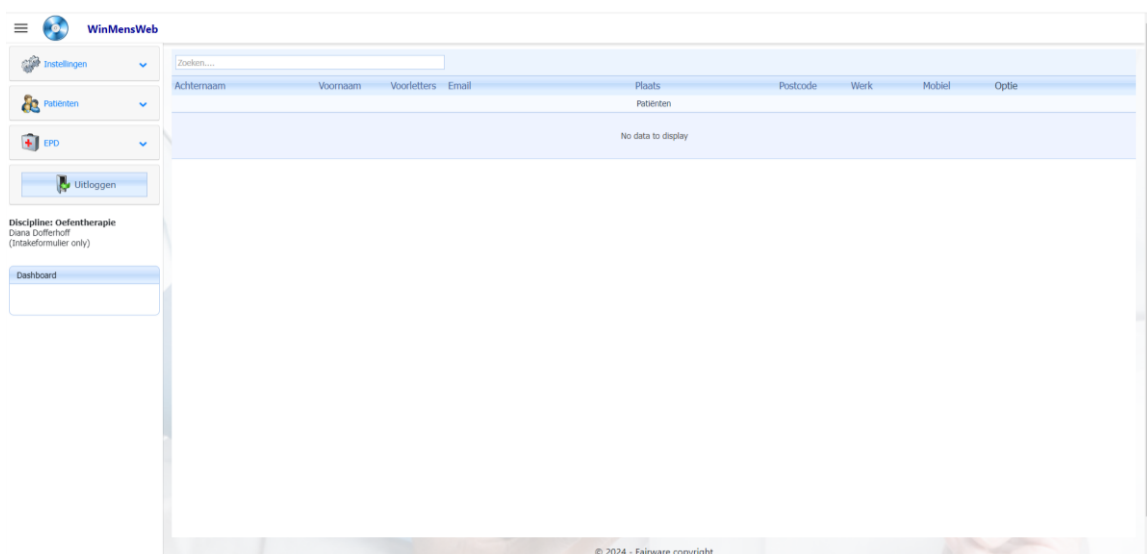 WinMensWeb
Instellingen
Patiënten
EPD
Uitloggen
Discipline: Oefentherapie
Diana Dofferhoff
(Intakeformulier only)
Dashboard
Zoeken....
Achternaam Voornaam Voorletters Email Plaats Postcode Werk Mobiel Optie
Patiënten
No data to display
© 2024 - Fairware copyright